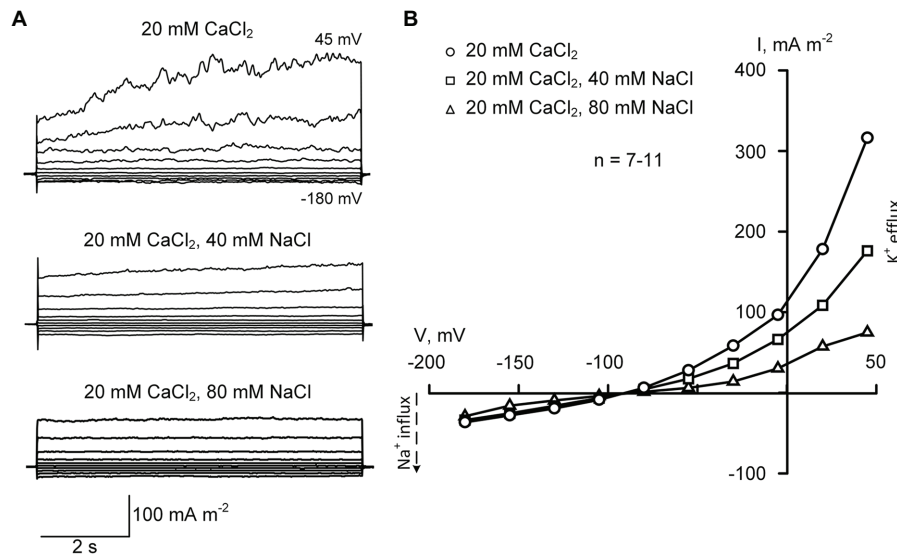 A
20 mM CaCl₂
45 mV
-180 mV
20 mM CaCl₂, 40 mM NaCl
20 mM CaCl₂, 80 mM NaCl
100 mA m⁻²
2 s
B
I, mA m⁻²
20 mM CaCl₂
20 mM CaCl₂, 40 mM NaCl
20 mM CaCl₂, 80 mM NaCl
n = 7-11
400
300
200
100
-100
K⁺ efflux
V, mV
-200
-150
-100
50
Na⁺ influx